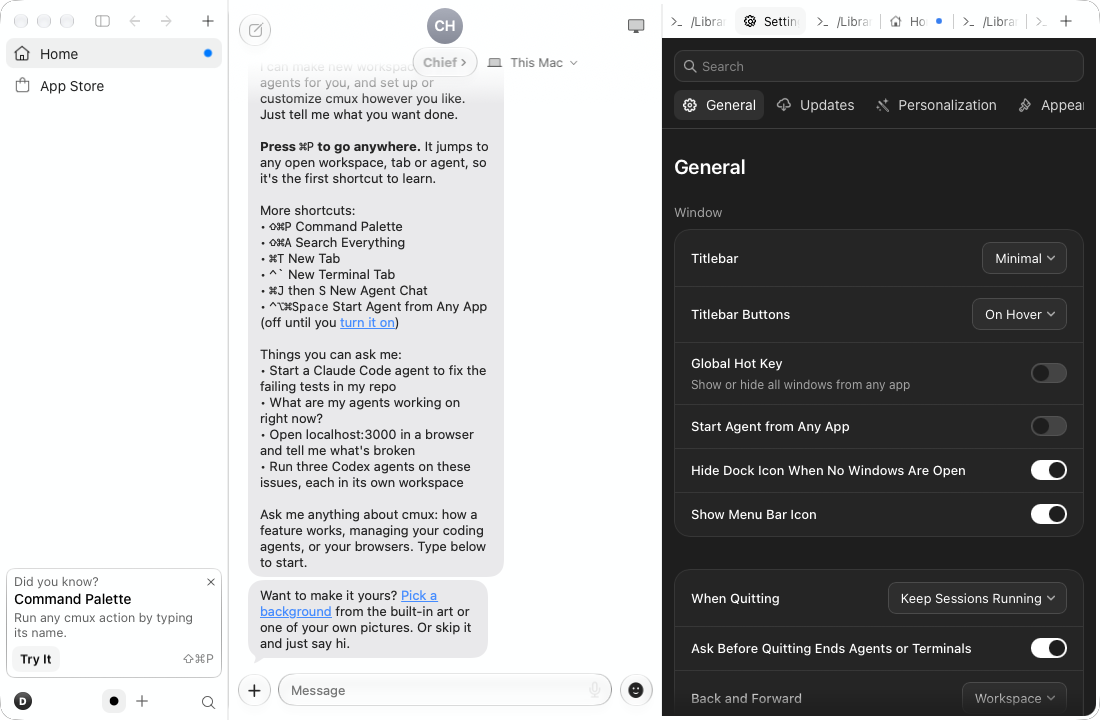 Home
App Store
Did you know?
Command Palette
Run any cmux action by typing
its name.
Try It
⇧⌘P
D
CH
Chief ›
This Mac
I can make new
agents for you, and set up or
customize cmux however you like.
Just tell me what you want done.
Press ⌘P to go anywhere. It jumps to
any open workspace, tab or agent, so
it's the first shortcut to learn.
More shortcuts:
• ⇧⌘P Command Palette
• ⇧⌘A Search Everything
• ⌘T New Tab
• ^` New Terminal Tab
• ⌘J then S New Agent Chat
• ^⌥⌘Space Start Agent from Any App
(off until you turn it on)
Things you can ask me:
• Start a Claude Code agent to fix the
failing tests in my repo
• What are my agents working on
right now?
• Open localhost:3000 in a browser
and tell me what's broken
• Run three Codex agents on these
issues, each in its own workspace
Ask me anything about cmux: how a
feature works, managing your coding
agents, or your browsers. Type below
to start.
Want to make it yours? Pick a
background from the built-in art or
one of your own pictures. Or skip it
and just say hi.
Message
/Librar
Setting
/Librar
Ho
/Librar
Search
General
Updates
Personalization
Appear
General
Window
Titlebar
Minimal
Titlebar Buttons
On Hover
Global Hot Key
Show or hide all windows from any app
Start Agent from Any App
Hide Dock Icon When No Windows Are Open
Show Menu Bar Icon
When Quitting
Keep Sessions Running
Ask Before Quitting Ends Agents or Terminals
Back and Forward
Workspace